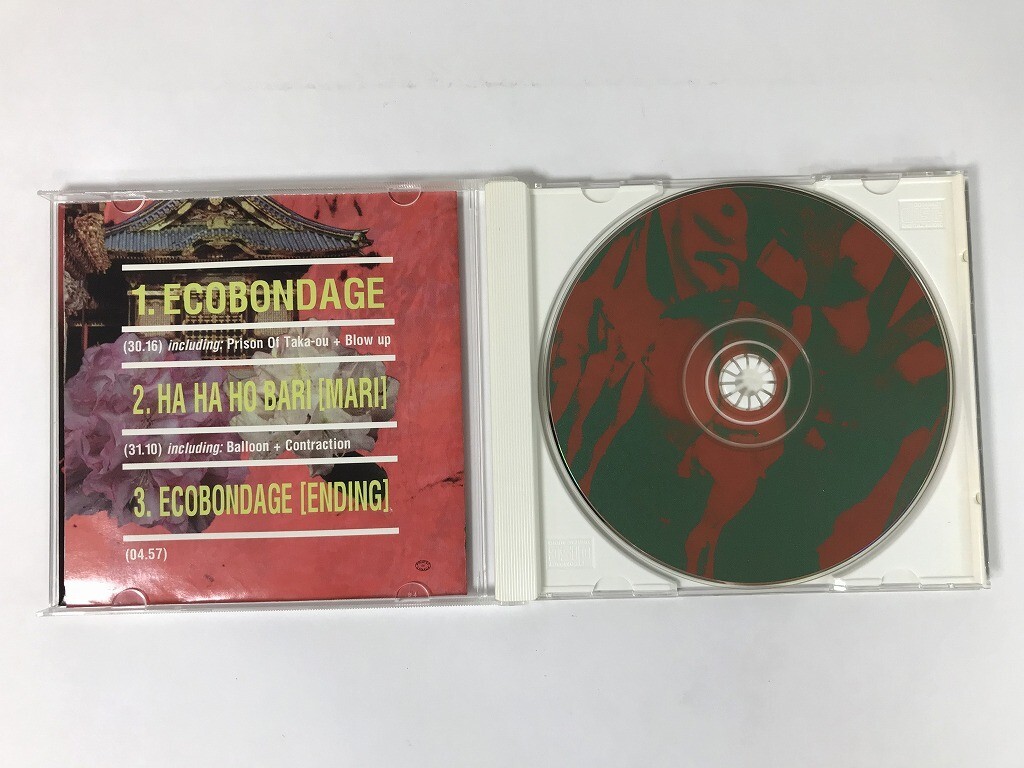 1. ECOBONDAGE
(30.16) including: Prison Of Taka-ou + Blow up
2. HA HA HO BARI [MARI]
(31.10) including: Balloon + Contraction
3. ECOBONDAGE [ENDING]
(04.57)